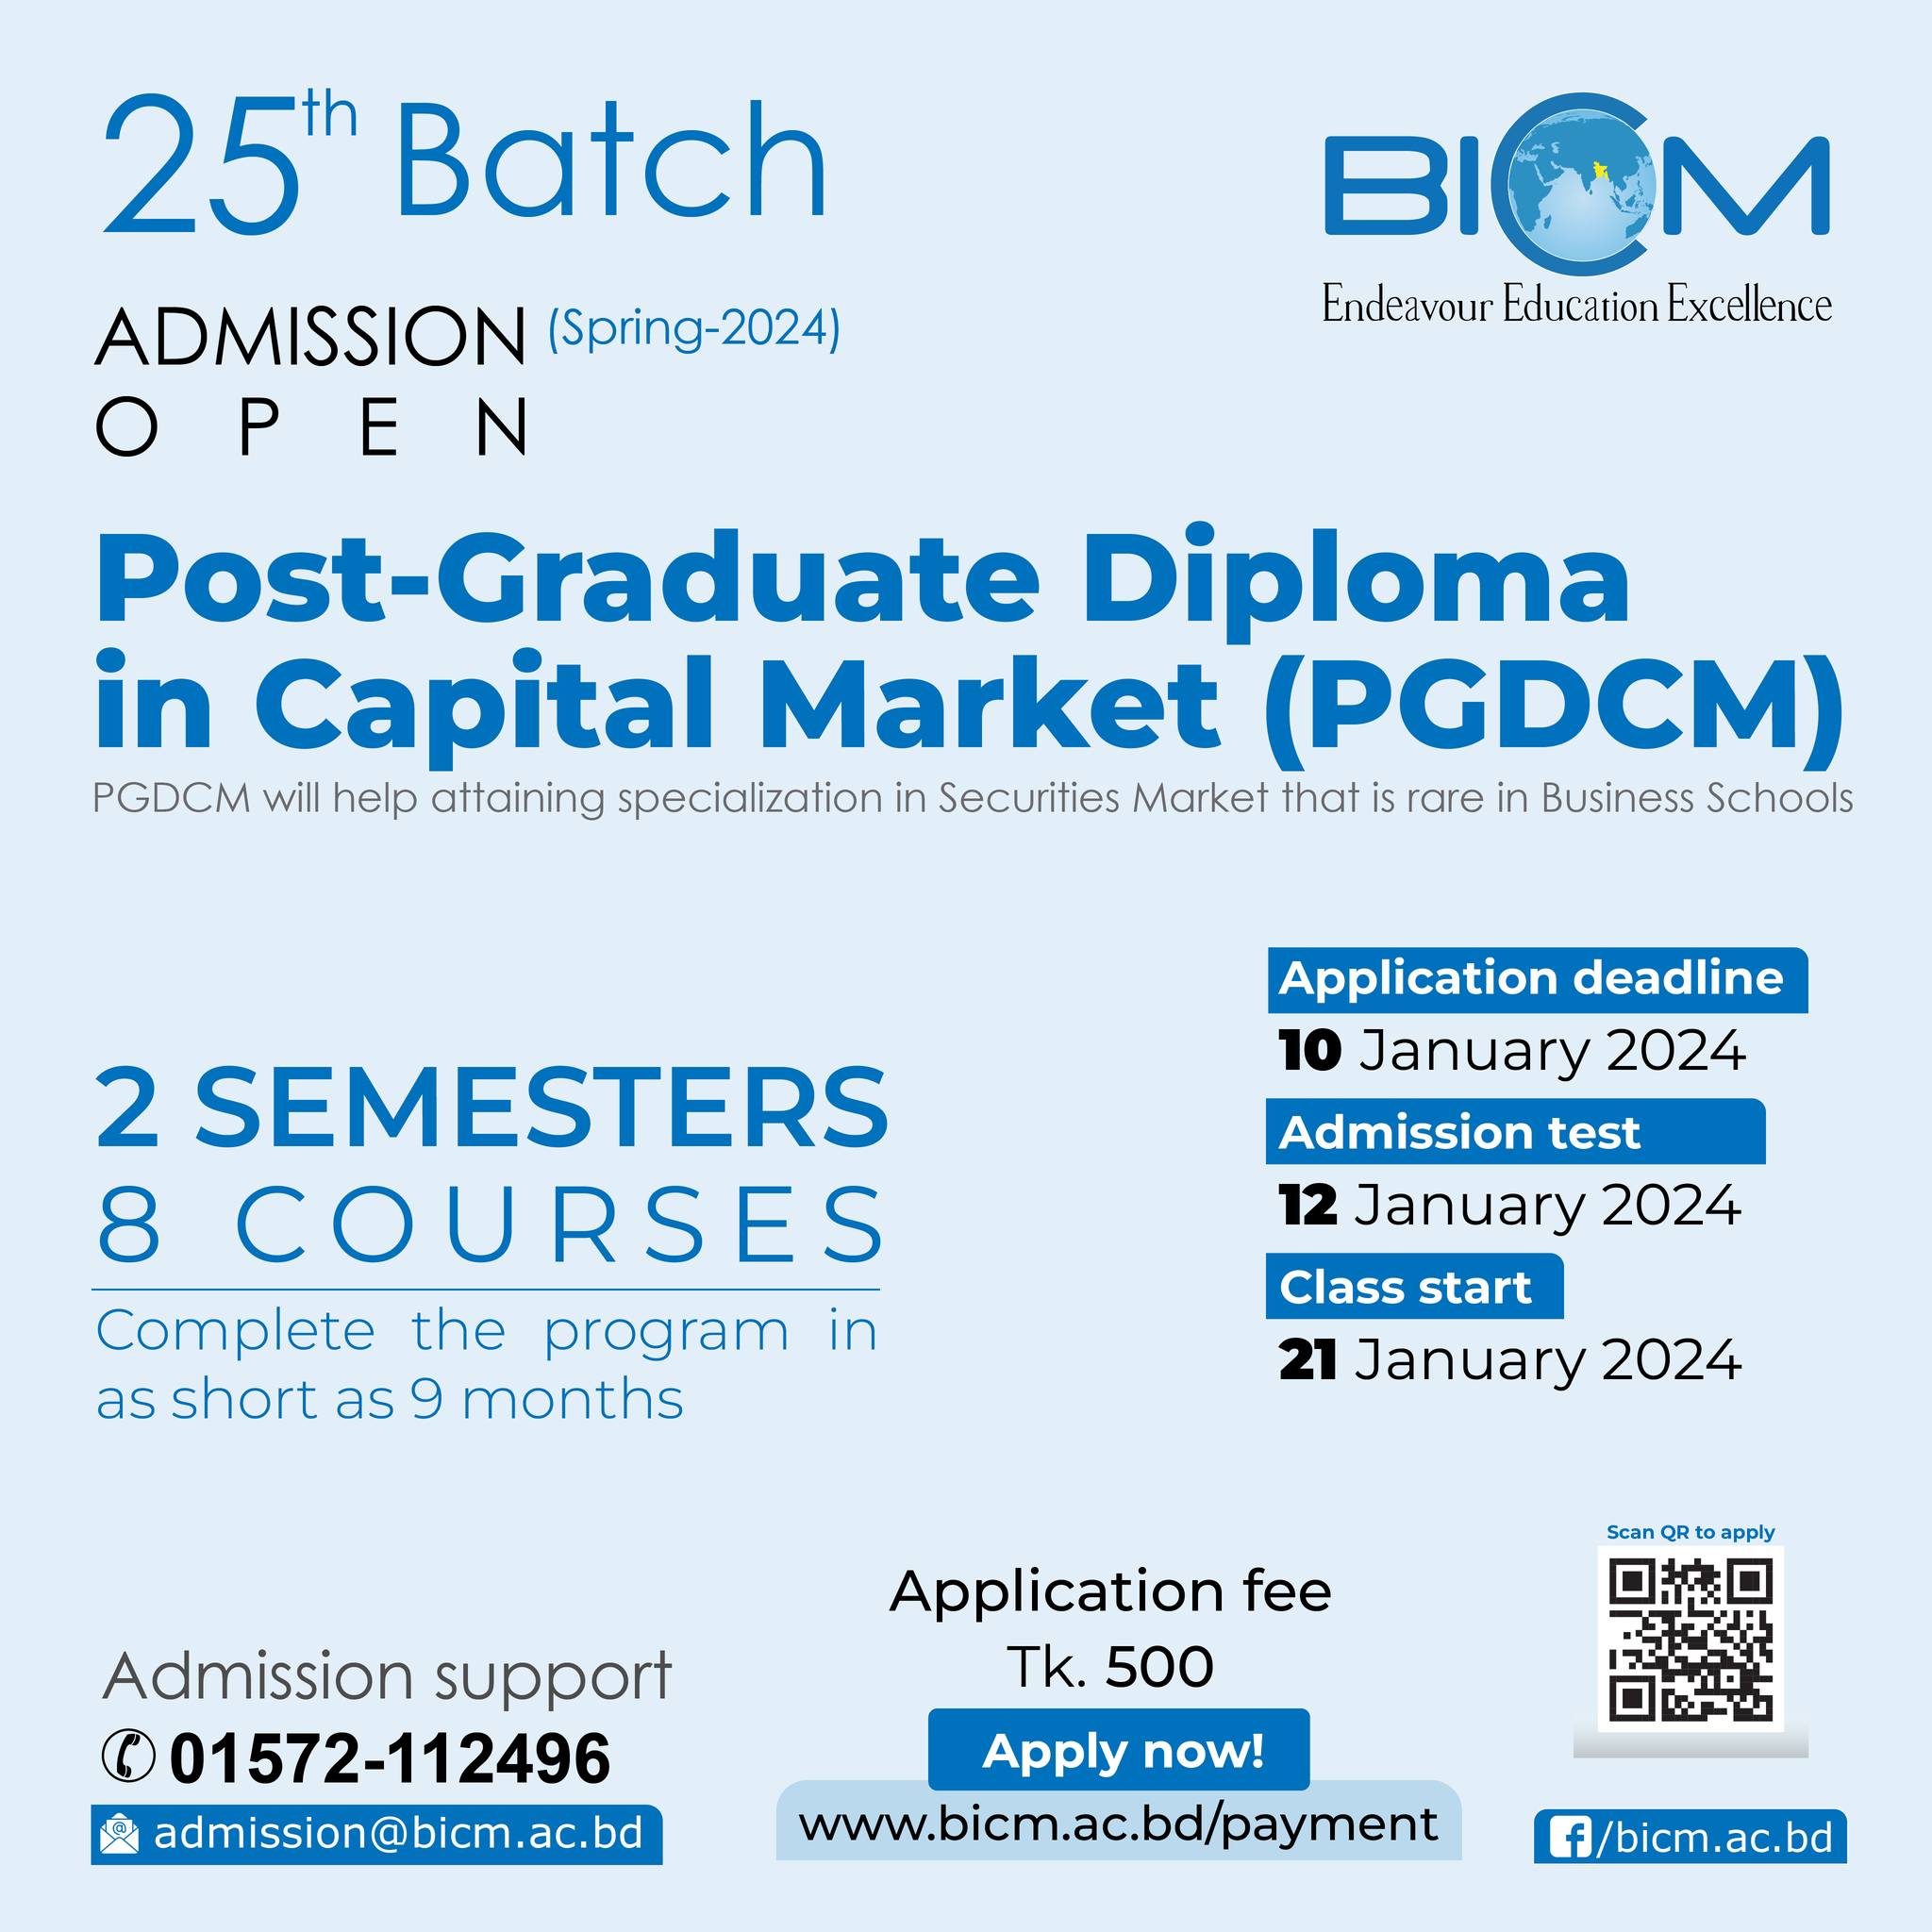 25th Batch
BICM
Endeavour Education Excellence
ADMISSION (Spring-2024)
OPEN
Post-Graduate Diploma
in Capital Market (PGDCM)
PGDCM will help attaining specialization in Securities Market that is rare in Business Schools
2 SEMESTERS
8 COURSES
Complete the program in
as short as 9 months
Application deadline
10 January 2024
Admission test
12 January 2024
Class start
21 January 2024
Admission support
01572-112496
admission@bicm.ac.bd
Application fee
Tk. 500
Apply now!
www.bicm.ac.bd/payment
Scan QR to apply
f/bicm.ac.bd